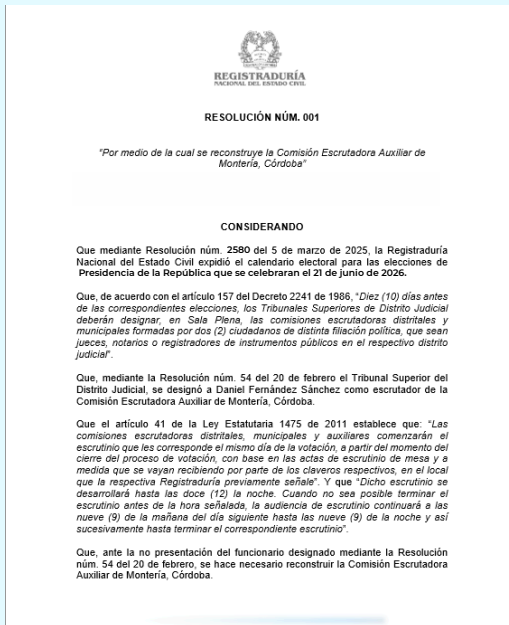 REGISTRADURÍA
NACIONAL DEL ESTADO CIVIL
RESOLUCIÓN NÚM. 001
"Por medio de la cual se reconstruye la Comisión Escrutadora Auxiliar de
Montería, Córdoba"
CONSIDERANDO
Que mediante Resolución núm. 2580 del 5 de marzo de 2025, la Registraduría
Nacional del Estado Civil expidió el calendario electoral para las elecciones de
Presidencia de la República que se celebraran el 21 de junio de 2026.
Que, de acuerdo con el artículo 157 del Decreto 2241 de 1986, "Diez (10) días antes
de las correspondientes elecciones, los Tribunales Superiores de Distrito Judicial
deberán designar, en Sala Plena, las comisiones escrutadoras distritales y
municipales formadas por dos (2) ciudadanos de distinta filiación política, que sean
jueces, notarios o registradores de instrumentos públicos en el respectivo distrito
judicial".
Que, mediante la Resolución núm. 54 del 20 de febrero el Tribunal Superior del
Distrito Judicial, se designó a Daniel Fernández Sánchez como escrutador de la
Comisión Escrutadora Auxiliar de Montería, Córdoba.
Que el artículo 41 de la Ley Estatutaria 1475 de 2011 establece que: "Las
comisiones escrutadoras distritales, municipales y auxiliares comenzarán el
escrutinio que les corresponde el mismo día de la votación, a partir del momento del
cierre del proceso de votación, con base en las actas de escrutinio de mesa y a
medida que se vayan recibiendo por parte de los claveros respectivos, en el local
que la respectiva Registraduría previamente señale". Y que "Dicho escrutinio se
desarrollará hasta las doce (12) la noche. Cuando no sea posible terminar el
escrutinio antes de la hora señalada, la audiencia de escrutinio continuará a las
nueve (9) de la mañana del día siguiente hasta las nueve (9) de la noche y así
sucesivamente hasta terminar el correspondiente escrutinio".
Que, ante la no presentación del funcionario designado mediante la Resolución
núm. 54 del 20 de febrero, se hace necesario reconstruir la Comisión Escrutadora
Auxiliar de Montería, Córdoba.